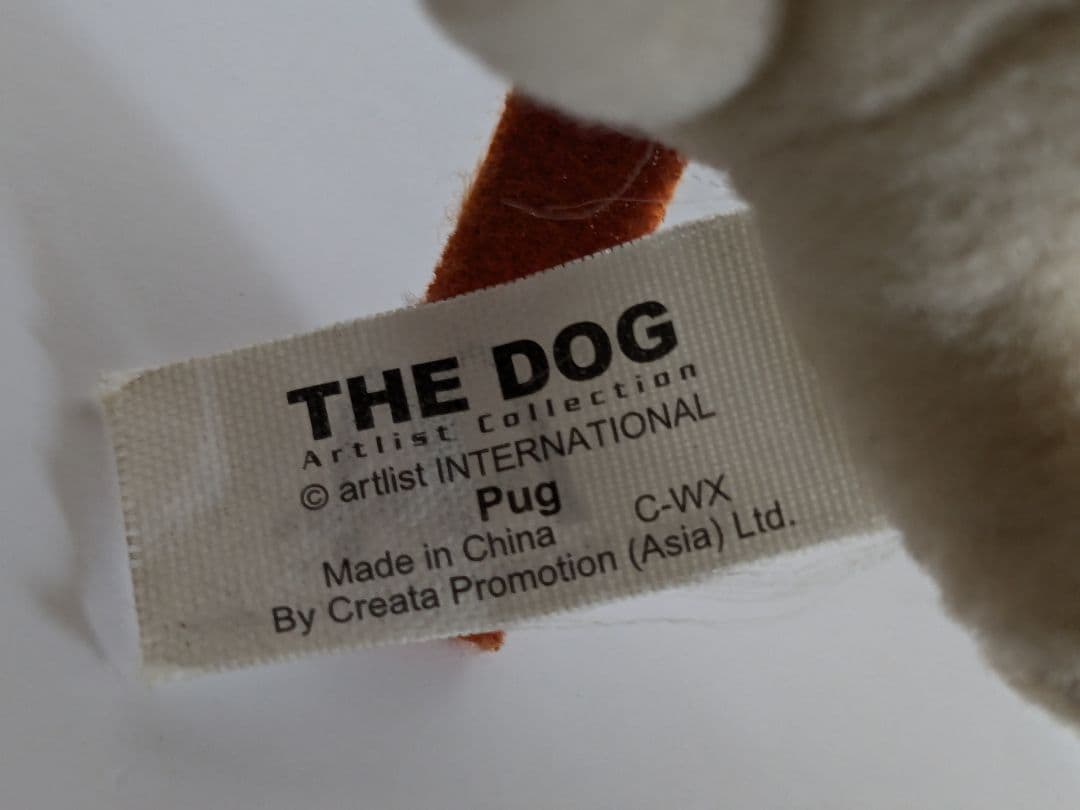 THE DOG
Artlist Collection
© artlist INTERNATIONAL
Pug
Made in China C-WX
By Creata Promotion (Asia) Ltd.